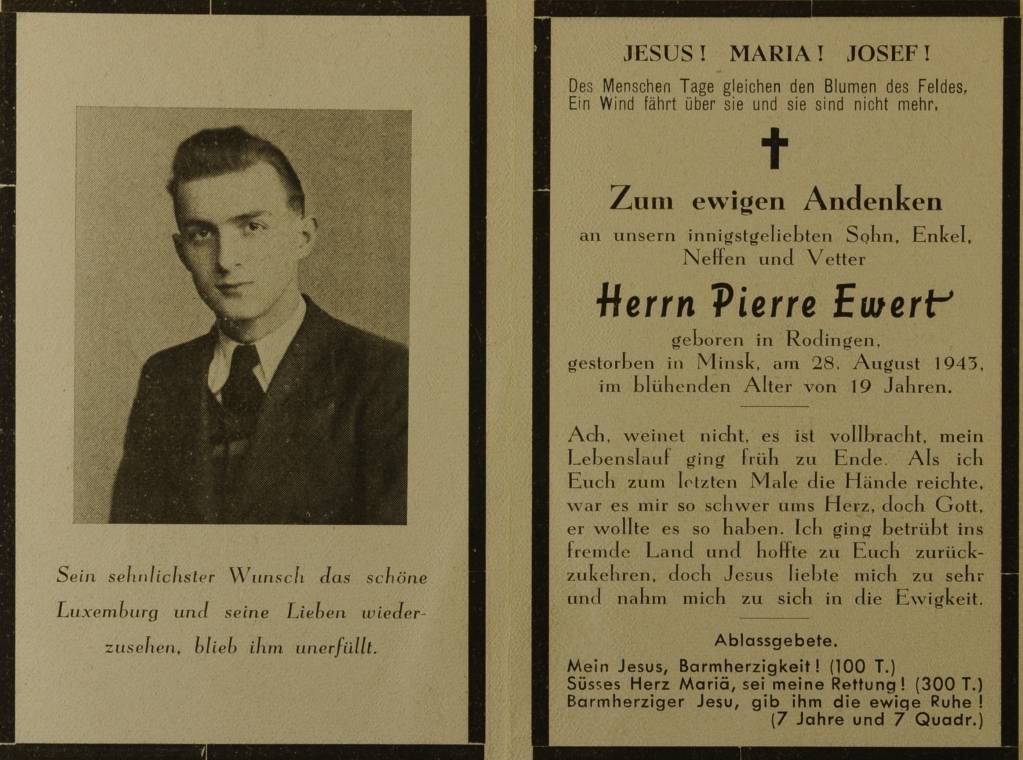 Sein sehnlichster Wunsch das schöne
Luxemburg und seine Lieben wieder-
zusehen, blieb ihm unerfüllt.
JESUS! MARIA! JOSEF!
Des Menschen Tage gleichen den Blumen des Feldes,
Ein Wind fährt über sie und sie sind nicht mehr.
Zum ewigen Andenken
an unsern innigstgeliebten Sohn, Enkel,
Neffen und Vetter
Herrn Pierre Ewert
geboren in Rodingen,
gestorben in Minsk, am 28. August 1943,
im blühenden Alter von 19 Jahren.
Ach, weinet nicht, es ist vollbracht, mein
Lebenslauf ging früh zu Ende. Als ich
Euch zum letzten Male die Hände reichte,
war es mir so schwer ums Herz, doch Gott,
er wollte es so haben. Ich ging betrübt ins
fremde Land und hoffte zu Euch zurück-
zukehren, doch Jesus liebte mich zu sehr
und nahm mich zu sich in die Ewigkeit.
Ablassgebete.
Mein Jesus, Barmherzigkeit! (100 T.)
Süsses Herz Mariä, sei meine Rettung! (300 T.)
Barmherziger Jesu, gib ihm die ewige Ruhe!
(7 Jahre und 7 Quadr.)